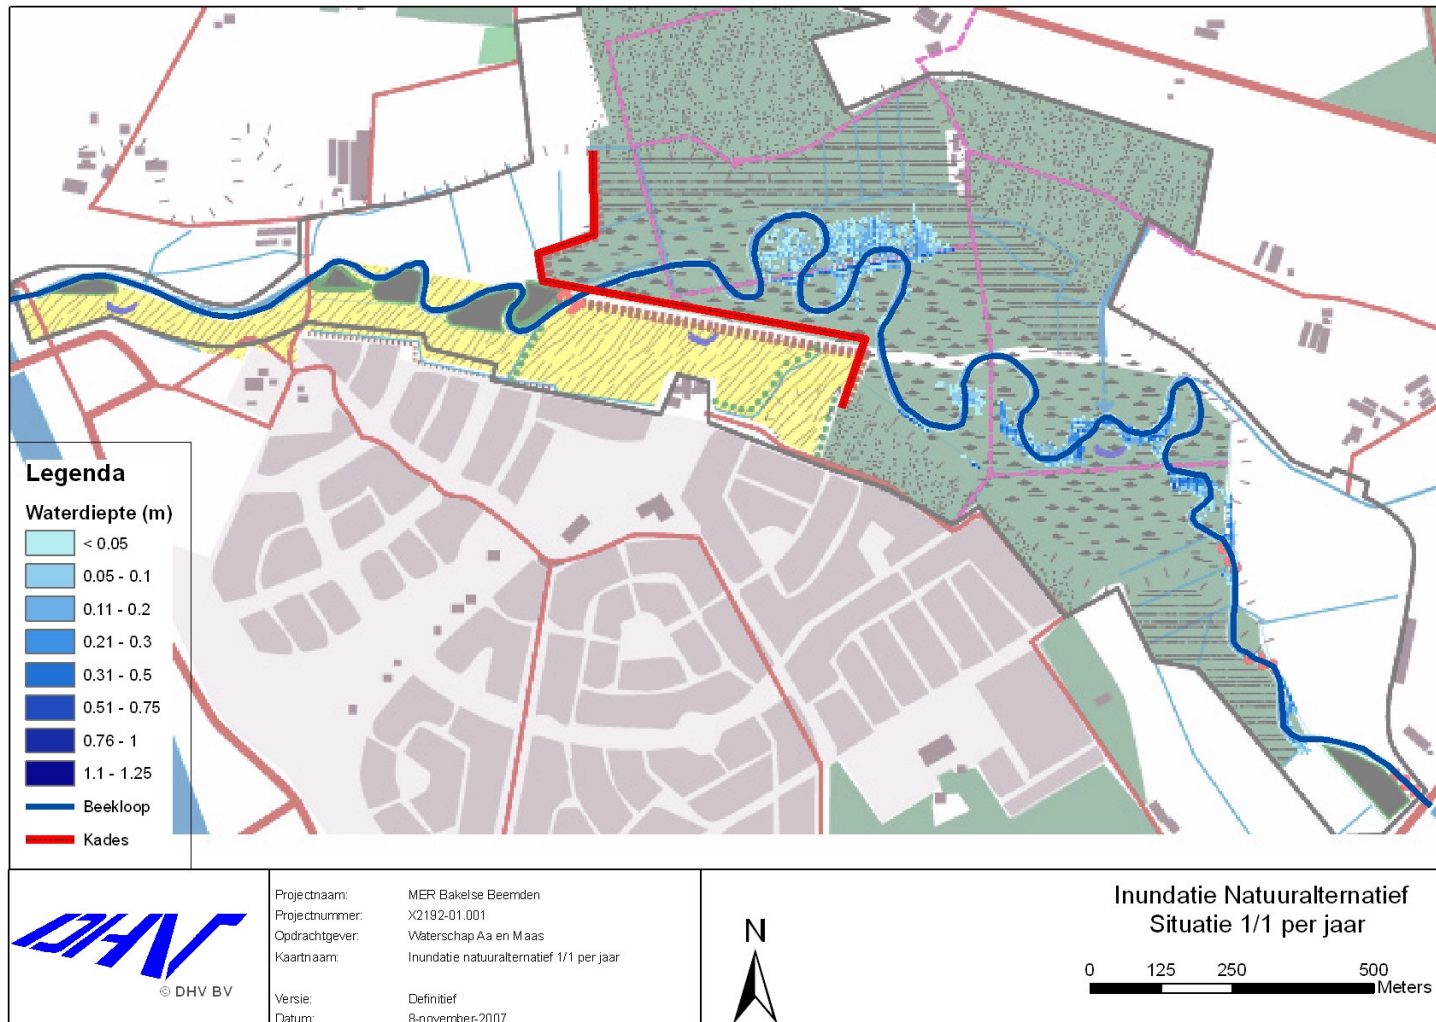 Legenda
Waterdiepte (m)
< 0.05
0.05 - 0.1
0.11 - 0.2
0.21 - 0.3
0.31 - 0.5
0.51 - 0.75
0.76 - 1
1.1 - 1.25
Beekloop
Kades
DHV
© DHV BV
Projectnaam: MER Bakelse Beemden
Projectnummer: X2192-01.001
Opdrachtgever: Waterschap Aa en Maas
Kaartnaam: Inundatie natuuralternatief 1/1 per jaar
Versie: Definitief
Datum: 8-november-2007
N
Inundatie Natuuralternatief
Situatie 1/1 per jaar
0 125 250 500
Meters